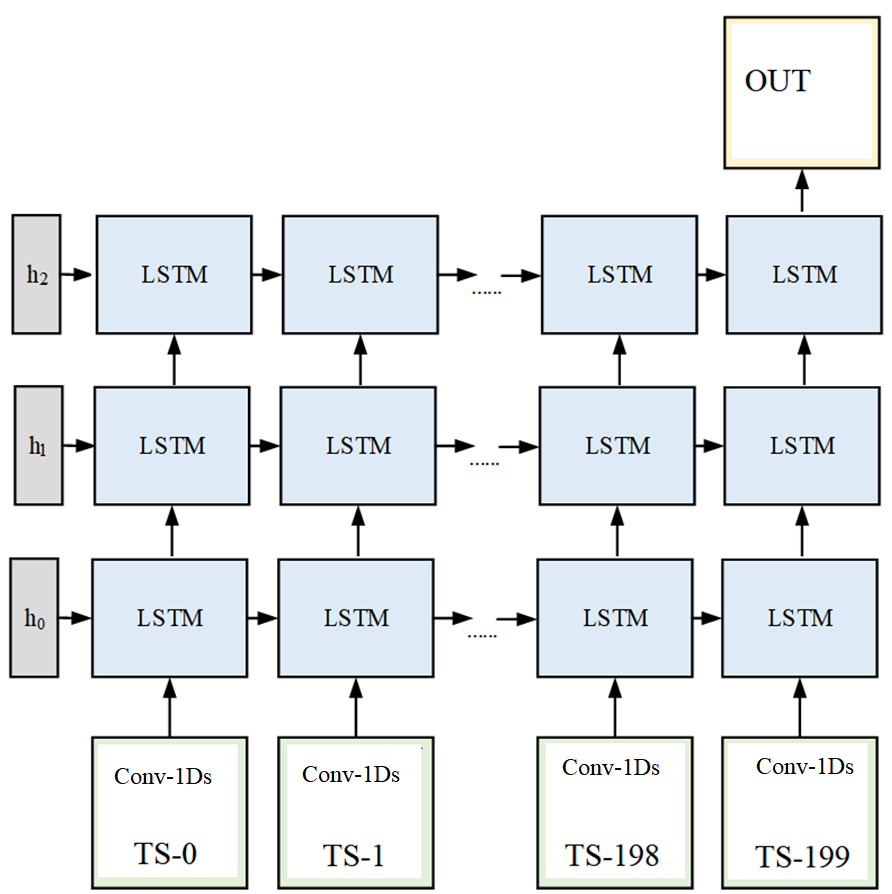 OUT
h₂ LSTM LSTM ...... LSTM LSTM
h₁ LSTM LSTM ...... LSTM LSTM
h₀ LSTM LSTM ...... LSTM LSTM
Conv-1Ds Conv-1Ds Conv-1Ds Conv-1Ds
TS-0 TS-1 TS-198 TS-199